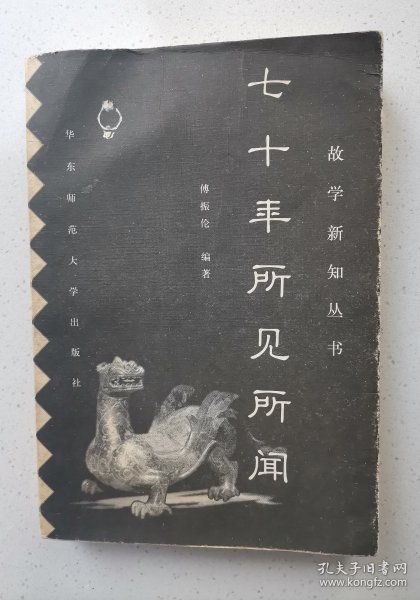 故学新知丛书
七十年所见所闻
傅振伦 编著
华东师范大学出版社
孔夫子旧书网
www.kongfz.com